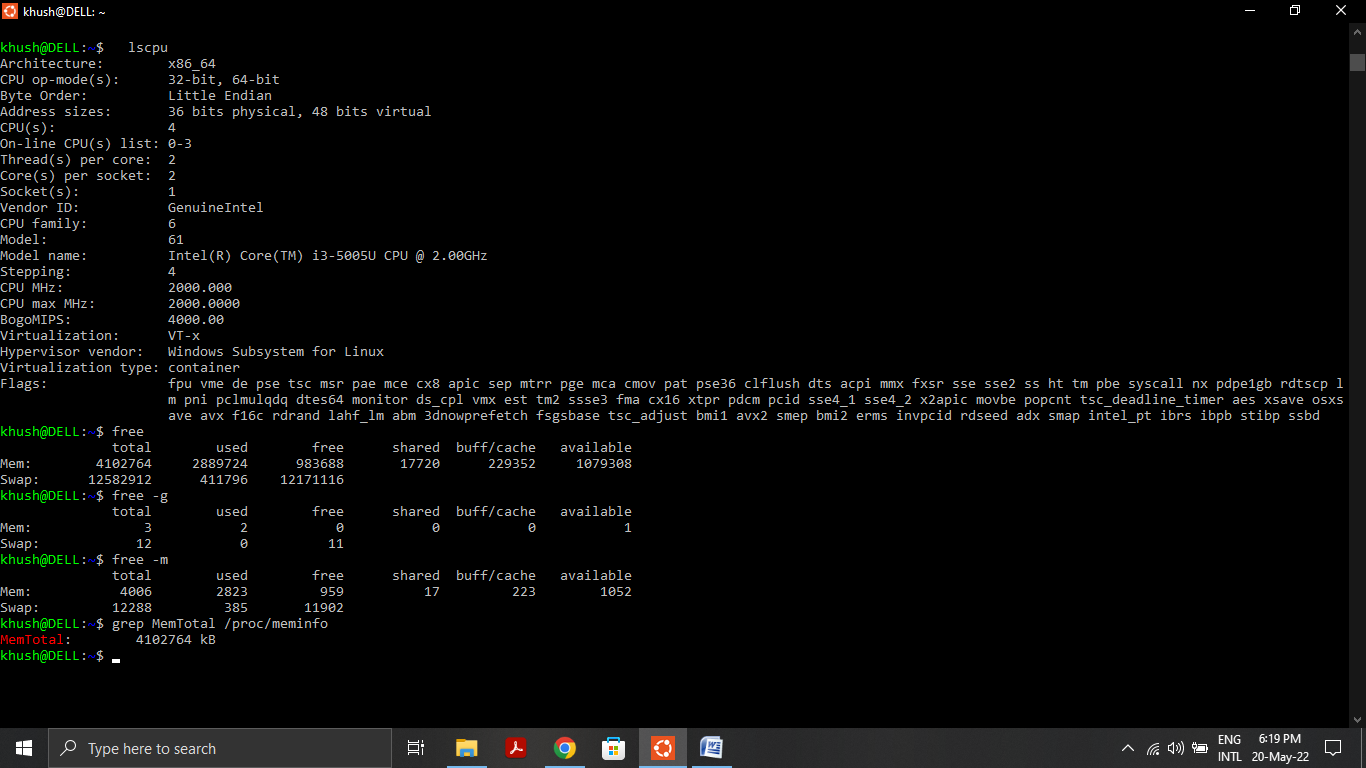 khush@DELL: ~
khush@DELL:~$   lscpu
Architecture:        x86_64
CPU op-mode(s):      32-bit, 64-bit
Byte Order:          Little Endian
Address sizes:       36 bits physical, 48 bits virtual
CPU(s):              4
On-line CPU(s) list: 0-3
Thread(s) per core:  2
Core(s) per socket:  2
Socket(s):           1
Vendor ID:           GenuineIntel
CPU family:          6
Model:               61
Model name:          Intel(R) Core(TM) i3-5005U CPU @ 2.00GHz
Stepping:            4
CPU MHz:             2000.000
CPU max MHz:         2000.0000
BogoMIPS:            4000.00
Virtualization:      VT-x
Hypervisor vendor:   Windows Subsystem for Linux
Virtualization type: container
Flags:               fpu vme de pse tsc msr pae mce cx8 apic sep mtrr pge mca cmov pat pse36 clflush dts acpi mmx fxsr sse sse2 ss ht tm pbe syscall nx pdpe1gb rdtscp l
m pni pclmulqdq dtes64 monitor ds_cpl vmx est tm2 ssse3 fma cx16 xtpr pdcm pcid sse4_1 sse4_2 x2apic movbe popcnt tsc_deadline_timer aes xsave osxs
ave avx f16c rdrand lahf_lm abm 3dnowprefetch fsgsbase tsc_adjust bmi1 avx2 smep bmi2 erms invpcid rdseed adx smap intel_pt ibrs ibpb stibp ssbd
khush@DELL:~$ free
              total        used        free      shared  buff/cache   available
Mem:        4102764     2889724      983688       17720      229352     1079308
Swap:      12582912      411796    12171116
khush@DELL:~$ free -g
              total        used        free      shared  buff/cache   available
Mem:              3           2           0           0           0           1
Swap:            12           0          11
khush@DELL:~$ free -m
              total        used        free      shared  buff/cache   available
Mem:           4006        2823         959          17         223        1052
Swap:         12288         385       11902
khush@DELL:~$ grep MemTotal /proc/meminfo
MemTotal:        4102764 kB
khush@DELL:~$
Type here to search
ENG
INTL
6:19 PM
20-May-22